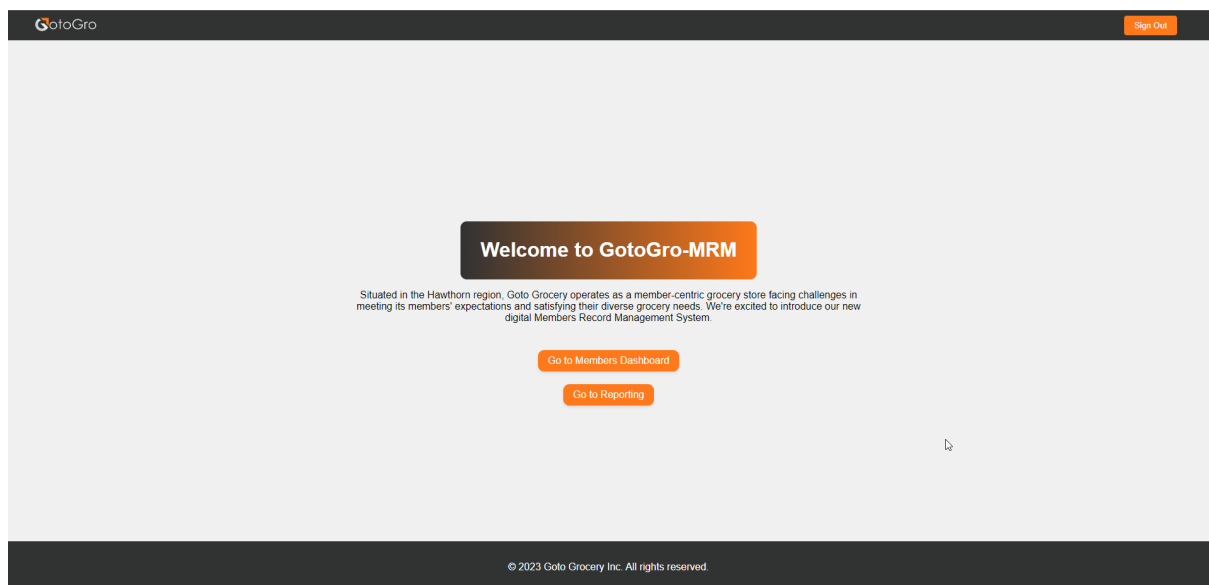 GotoGro
Sign Out
Welcome to GotoGro-MRM
Situated in the Hawthorn region, Goto Grocery operates as a member-centric grocery store facing challenges in
meeting its members' expectations and satisfying their diverse grocery needs. We're excited to introduce our new
digital Members Record Management System.
Go to Members Dashboard
Go to Reporting
© 2023 Goto Grocery Inc. All rights reserved.